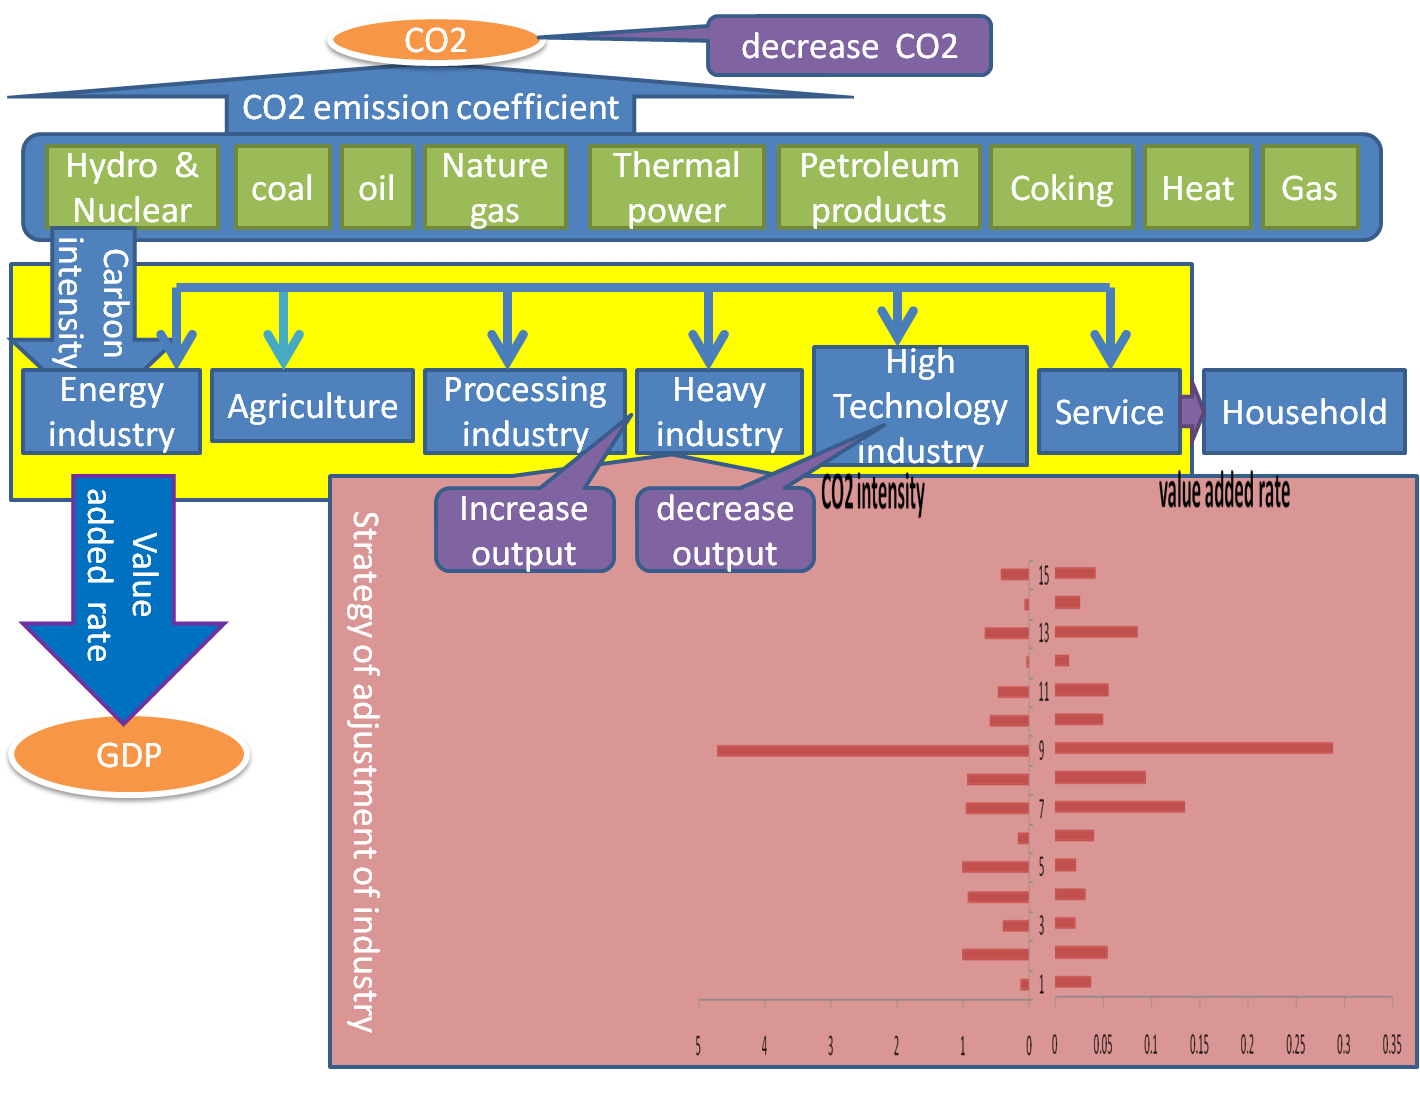 CO2
decrease CO2
CO2 emission coefficient
Hydro &
Nuclear
coal
oil
Nature
gas
Thermal
power
Petroleum
products
Coking
Heat
Gas
Carbon
intensity
Energy
industry
Agriculture
Processing
industry
Heavy
industry
High
Technology
industry
Service
Household
Increase
output
decrease
output
CO2 intensity
value added rate
Value
added rate
GDP
Strategy of adjustment of industry
15
13
11
9
7
5
3
1
5
4
3
2
1
0
0
0.05
0.1
0.15
0.2
0.25
0.3
0.35